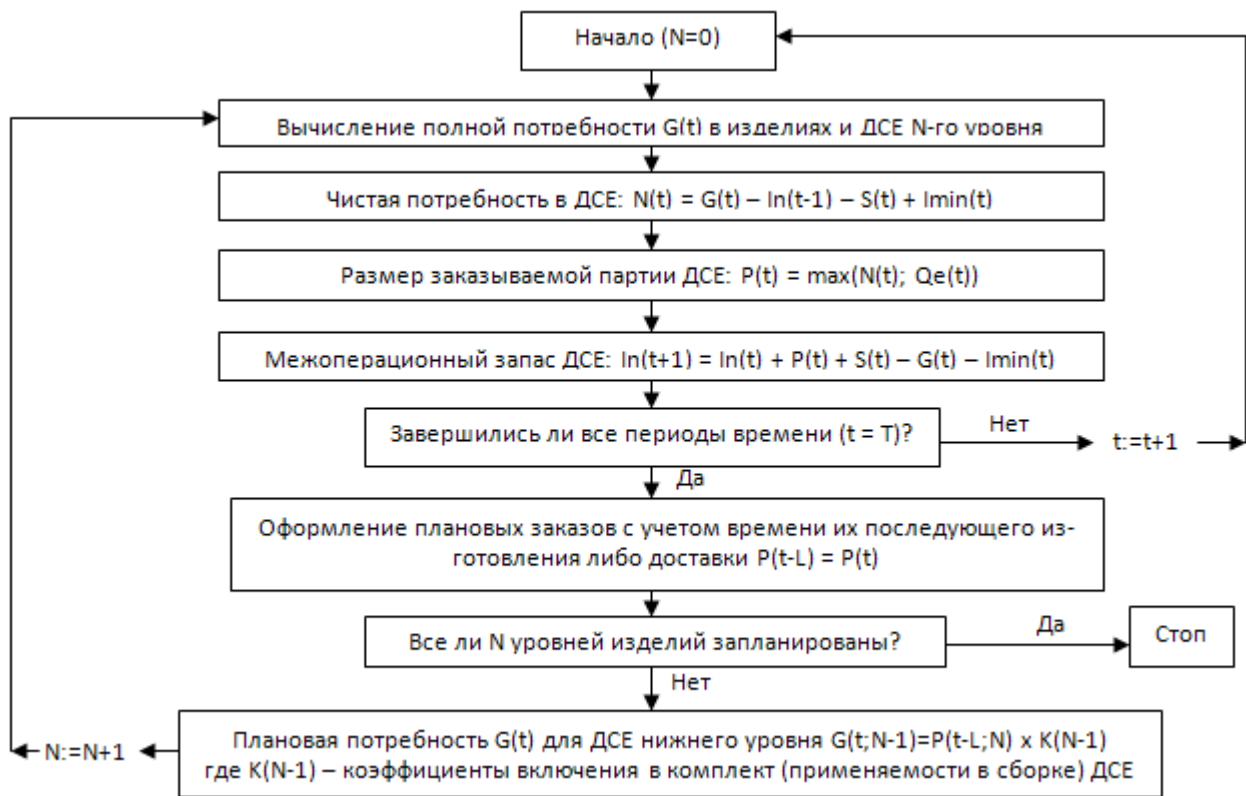 Начало (N=0)
Вычисление полной потребности G(t) в изделиях и ДСЕ N-го уровня
Чистая потребность в ДСЕ: N(t) = G(t) – In(t-1) – S(t) + Imin(t)
Размер заказываемой партии ДСЕ: P(t) = max(N(t); Qe(t))
Межоперационный запас ДСЕ: In(t+1) = In(t) + P(t) + S(t) – G(t) – Imin(t)
Завершились ли все периоды времени (t = T)?
Нет
t:=t+1
Да
Оформление плановых заказов с учетом времени их последующего из-
готовления либо доставки P(t-L) = P(t)
Все ли N уровней изделий запланированы?
Да
Стоп
Нет
N:=N+1
Плановая потребность G(t) для ДСЕ нижнего уровня G(t;N-1)=P(t-L;N) x K(N-1)
где K(N-1) – коэффициенты включения в комплект (применяемости в сборке) ДСЕ